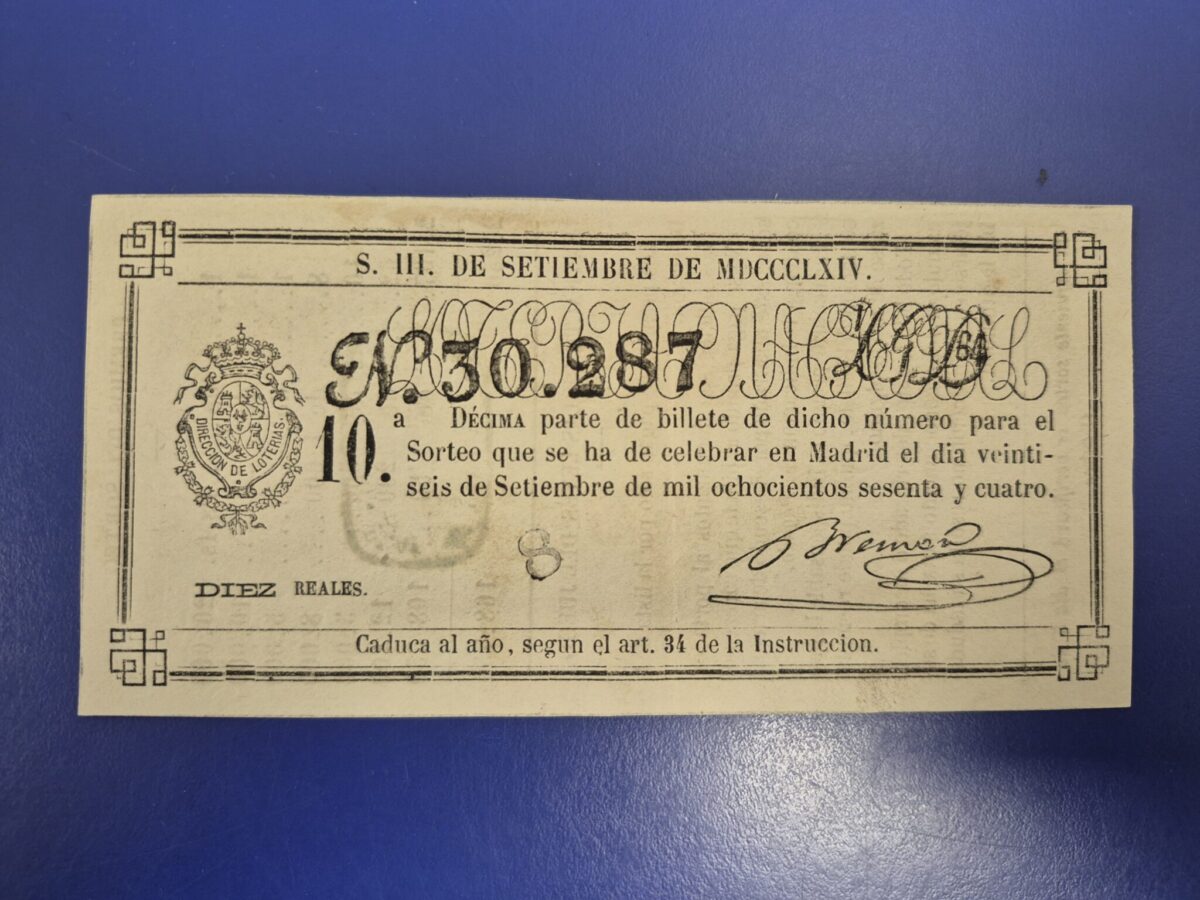 S. III. DE SETIEMBRE DE MDCCCLXIV.
N. 30.287
64
10.a DÉCIMA parte de billete de dicho número para el
Sorteo que se ha de celebrar en Madrid el dia veinti-
seis de Setiembre de mil ochocientos sesenta y cuatro.
DIRECCION DE LOTERIAS.
8
DIEZ REALES.
Caduca al año, segun el art. 34 de la Instruccion.